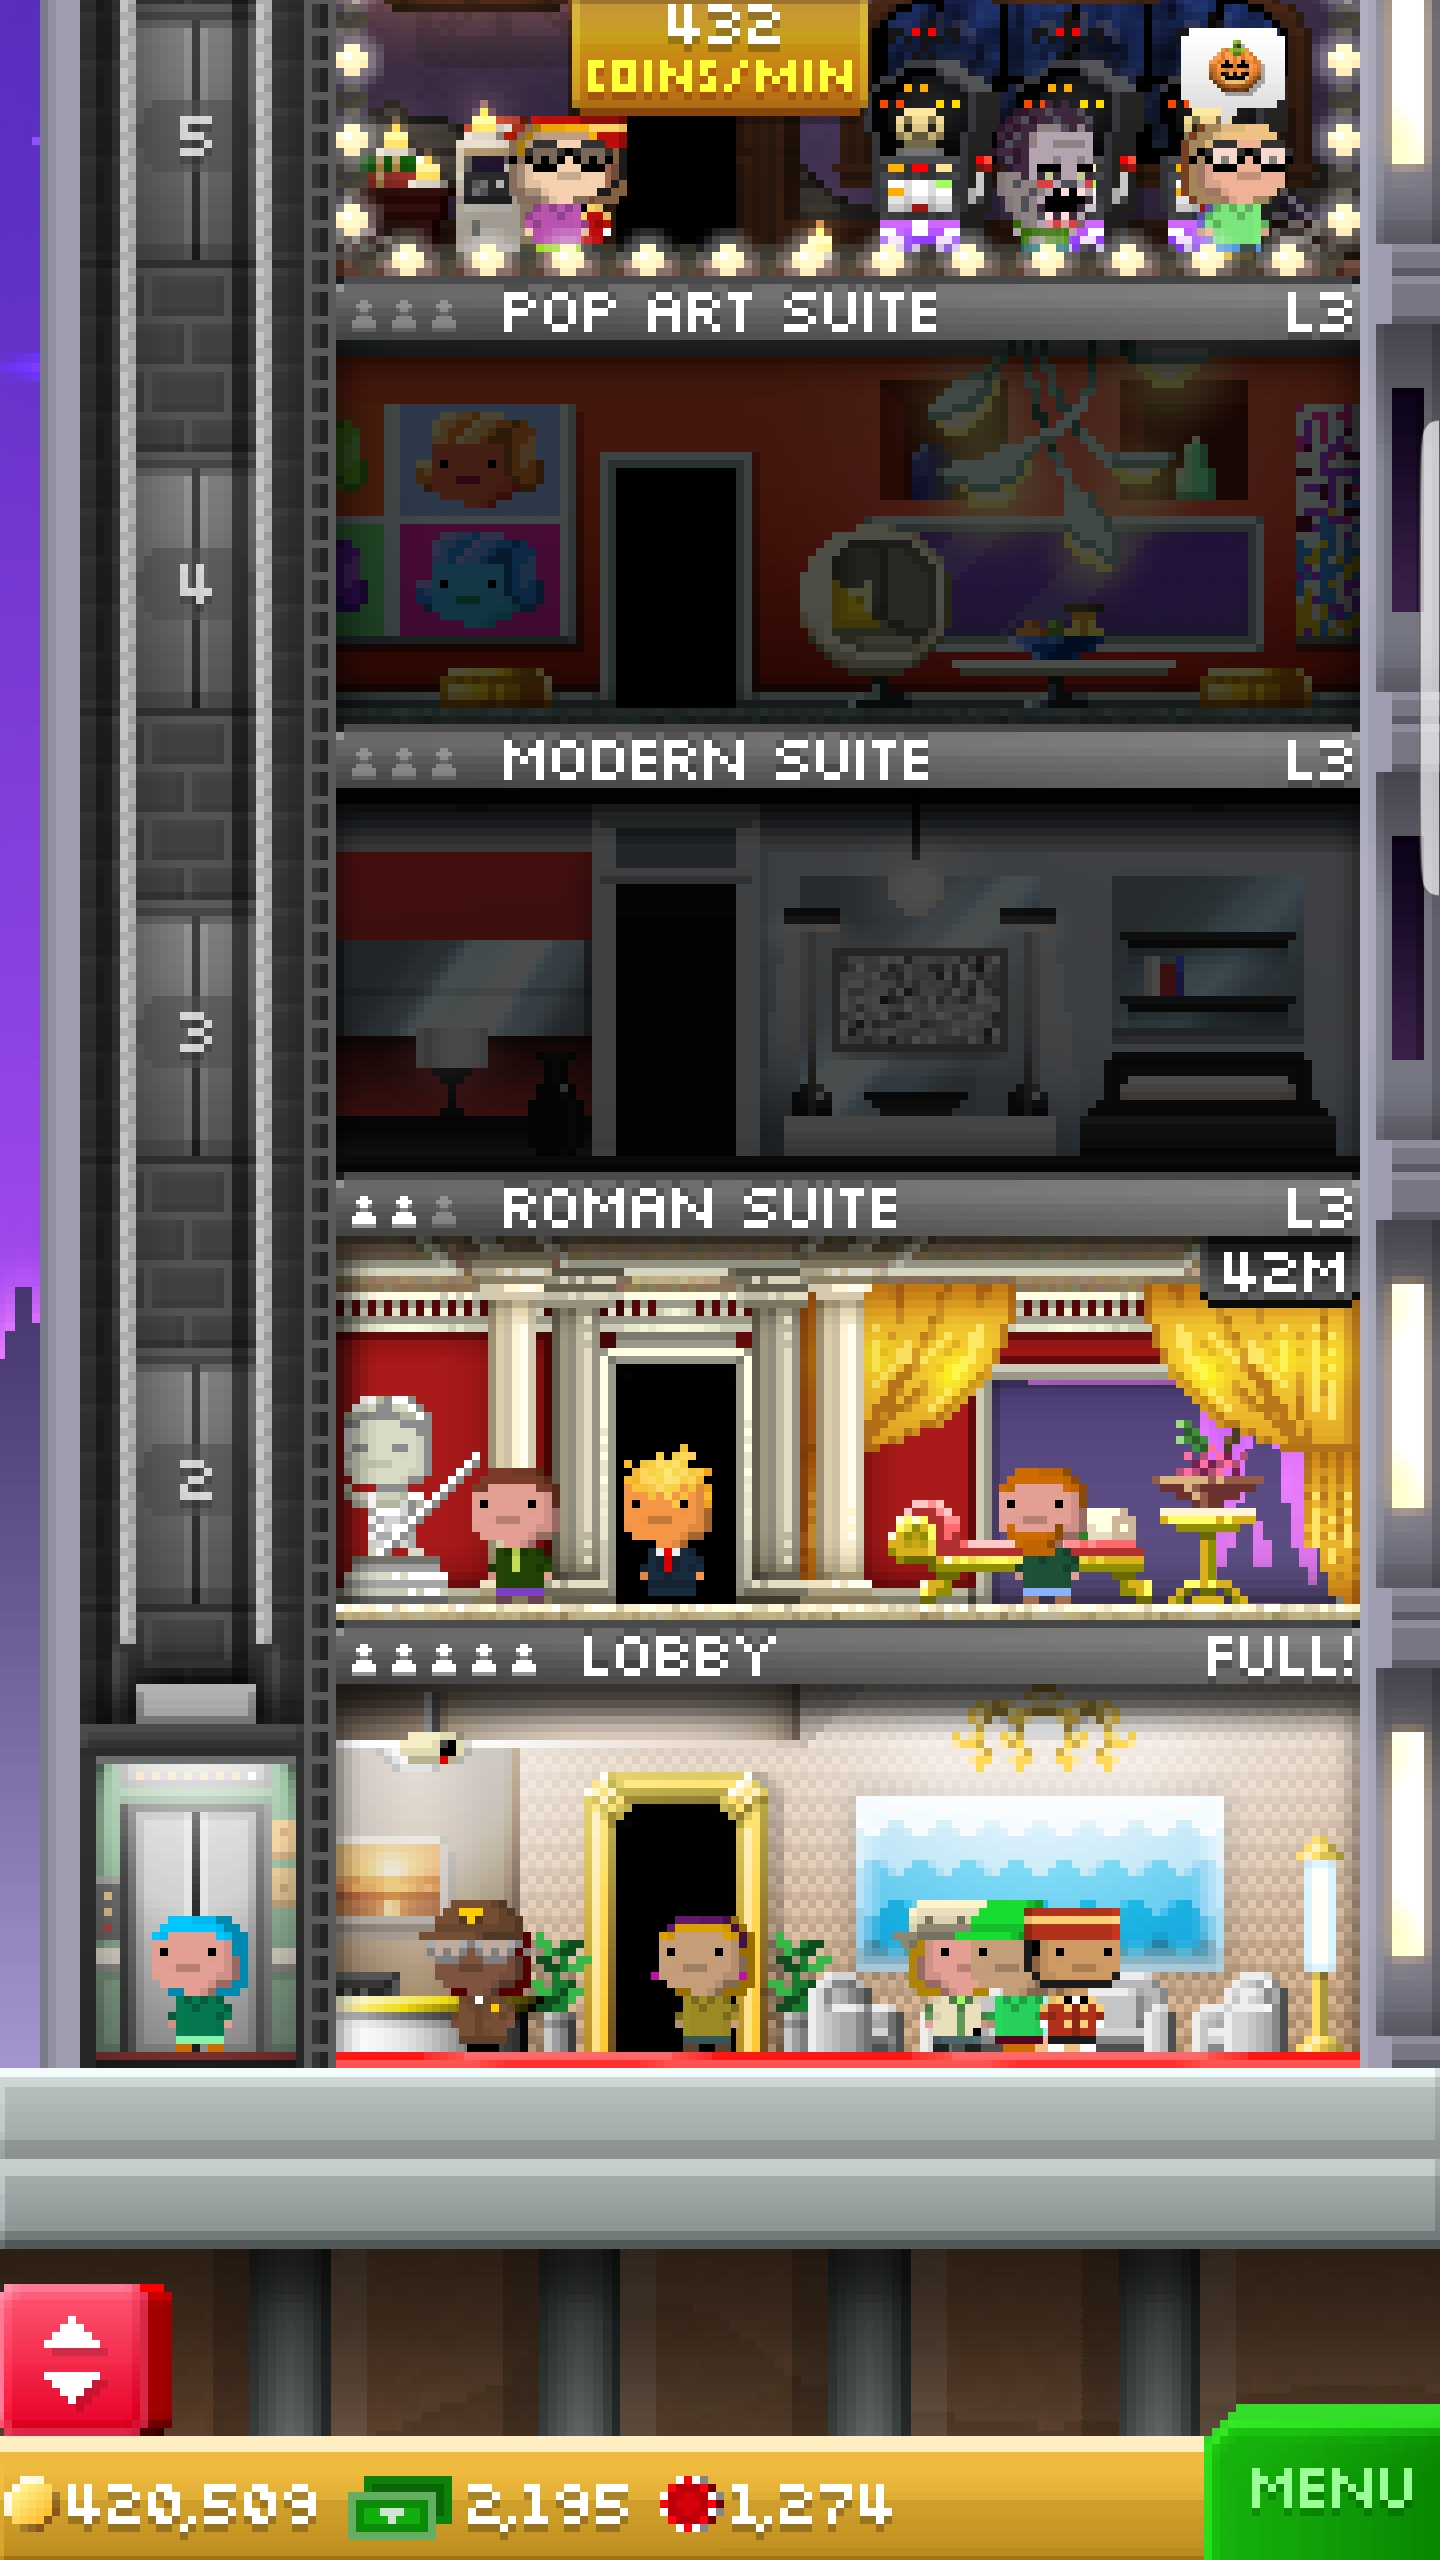 432
COINS/MIN
5
POP ART SUITE L3
4
MODERN SUITE L3
3
ROMAN SUITE L3
42M
2
LOBBY FULL!
420,509 2,195 1,274
MENU